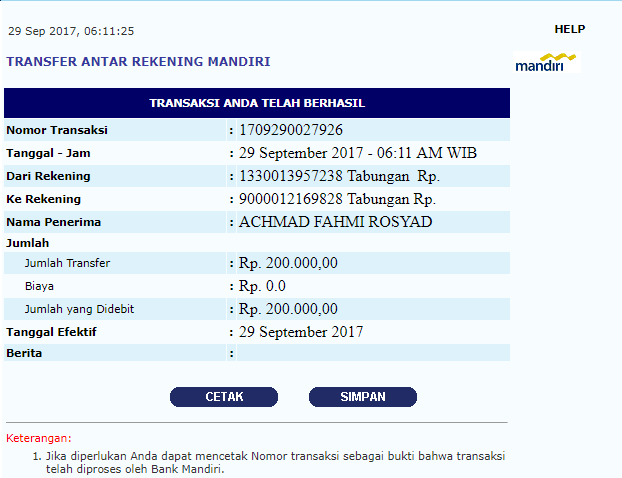 29 Sep 2017, 06:11:25
HELP
TRANSFER ANTAR REKENING MANDIRI
mandiri
TRANSAKSI ANDA TELAH BERHASIL
Nomor Transaksi : 1709290027926
Tanggal - Jam : 29 September 2017 - 06:11 AM WIB
Dari Rekening : 1330013957238 Tabungan Rp.
Ke Rekening : 9000012169828 Tabungan Rp.
Nama Penerima : ACHMAD FAHMI ROSYAD
Jumlah
Jumlah Transfer : Rp. 200.000,00
Biaya : Rp. 0.0
Jumlah yang Didebit : Rp. 200.000,00
Tanggal Efektif : 29 September 2017
Berita :
CETAK SIMPAN
Keterangan:
1. Jika diperlukan Anda dapat mencetak Nomor transaksi sebagai bukti bahwa transaksi
telah diproses oleh Bank Mandiri.